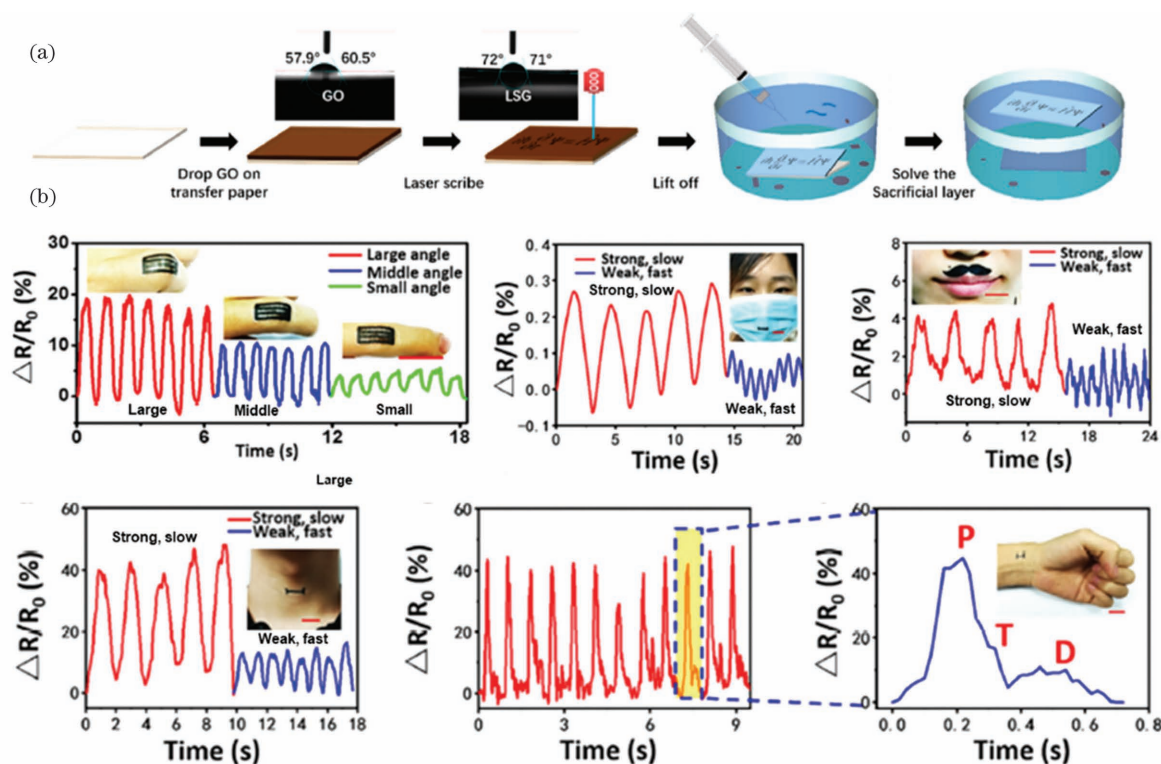 (a)
57.9° 60.5°
GO
72° 71°
LSG
Drop GO on
transfer paper
Laser scribe
Lift off
Solve the
Sacrificial layer
(b)
△R/R₀ (%)
30
20
10
0
Large angle
Middle angle
Small angle
Large
Middle
Small
0 6 12 18
Time (s)
△R/R₀ (%)
0.4
0.3
0.2
0.1
0.0
−0.1
Strong, slow
Weak, fast
Strong, slow
Weak, fast
0 5 10 15 20
Time (s)
△R/R₀ (%)
8
6
4
2
0
Strong, slow
Weak, fast
Weak, fast
Strong, slow
0 4 8 12 16 20 24
Time (s)
Large
△R/R₀ (%)
60
40
20
0
Strong, slow
Weak, fast
Strong, slow
Weak, fast
0 2 4 6 8 10 12 14 16 18
Time (s)
△R/R₀ (%)
60
40
20
0
0 3 6 9
Time (s)
△R/R₀ (%)
60
40
20
0
P
T
D
0.0 0.2 0.4 0.6 0.8
Time (s)